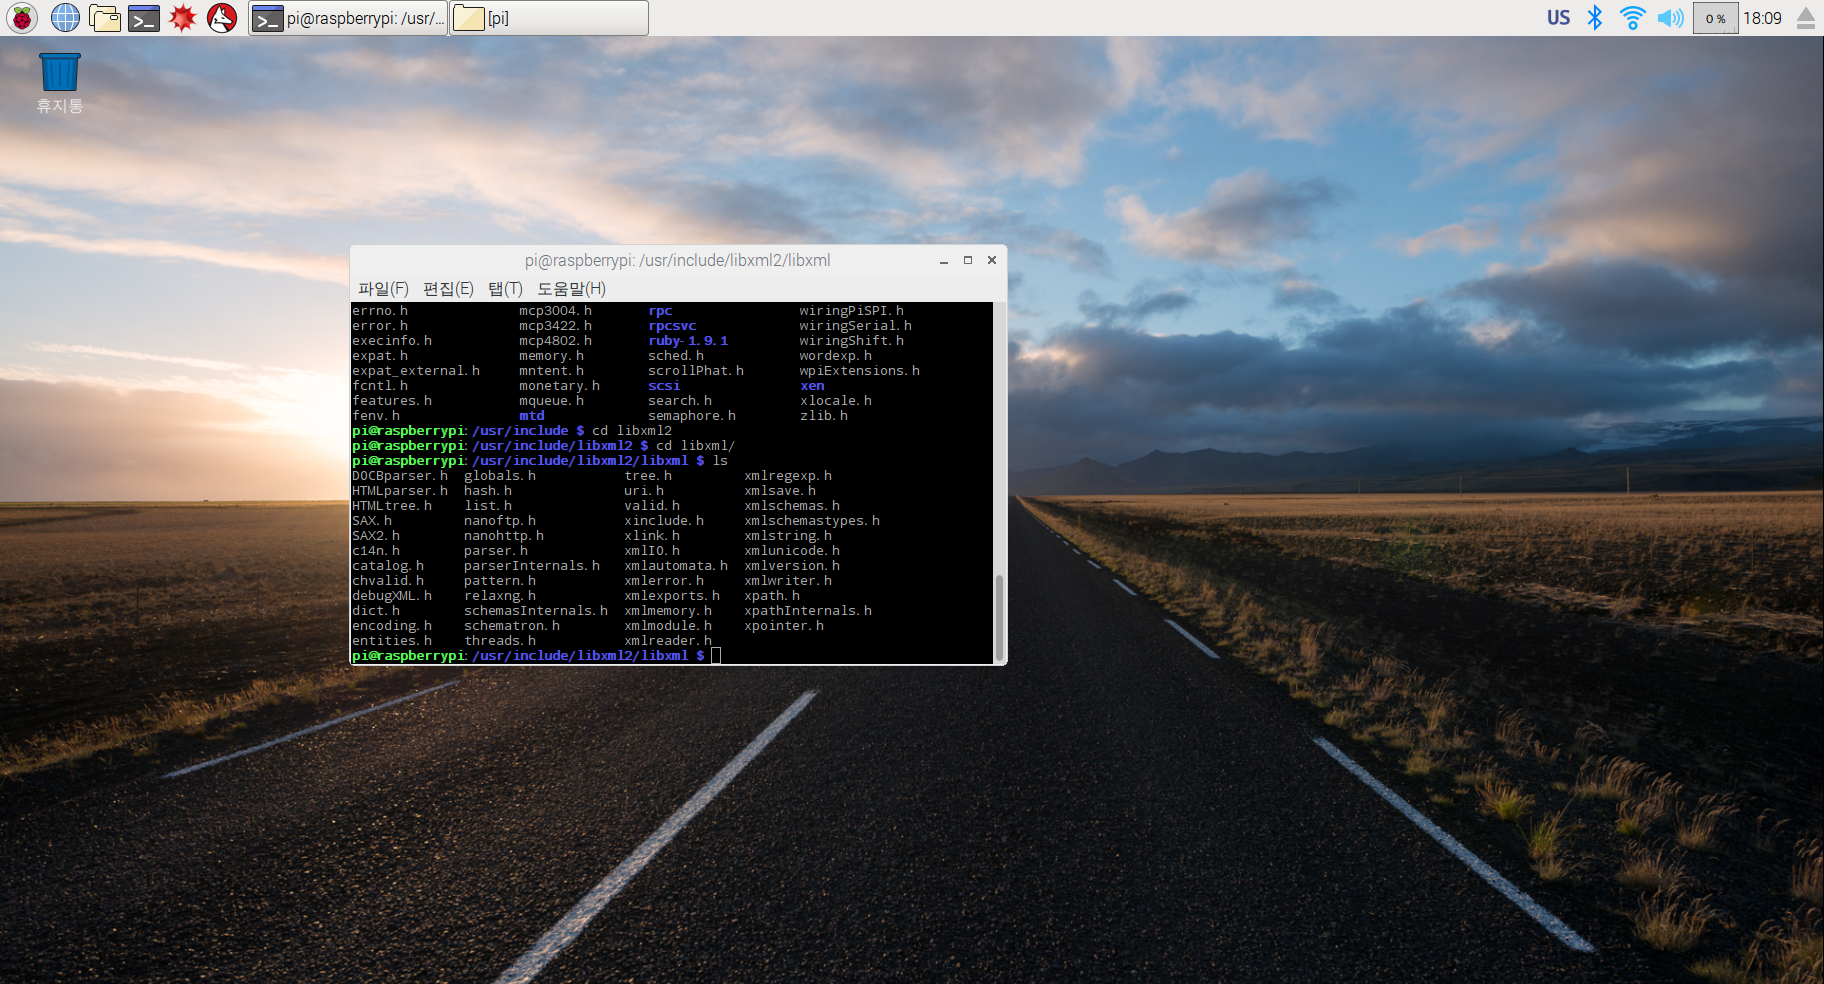 pi@raspberrypi: /usr/... [pi] US 0 % 18:09
휴지통
pi@raspberrypi: /usr/include/libxml2/libxml
파일(F) 편집(E) 탭(T) 도움말(H)
errno.h mcp3004.h rpc wiringPiSPI.h
error.h mcp3422.h rpcsvc wiringSerial.h
execinfo.h mcp4802.h ruby-1.9.1 wiringShift.h
expat.h memory.h sched.h wordexp.h
expat_external.h mntent.h scrollPhat.h wpiExtensions.h
fcntl.h monetary.h scsi xen
features.h mqueue.h search.h xlocale.h
fenv.h mtd semaphore.h zlib.h
pi@raspberrypi:/usr/include $ cd libxml2
pi@raspberrypi:/usr/include/libxml2 $ cd libxml/
pi@raspberrypi:/usr/include/libxml2/libxml $ ls
DOCBparser.h globals.h tree.h xmlregexp.h
HTMLparser.h hash.h uri.h xmlsave.h
HTMLtree.h list.h valid.h xmlschemas.h
SAX.h nanoftp.h xinclude.h xmlschemastypes.h
SAX2.h nanohttp.h xlink.h xmlstring.h
c14n.h parser.h xmlIO.h xmlunicode.h
catalog.h parserInternals.h xmlautomata.h xmlversion.h
chvalid.h pattern.h xmlerror.h xmlwriter.h
debugXML.h relaxng.h xmlexports.h xpath.h
dict.h schemasInternals.h xmlmemory.h xpathInternals.h
encoding.h schematron.h xmlmodule.h xpointer.h
entities.h threads.h xmlreader.h
pi@raspberrypi:/usr/include/libxml2/libxml $